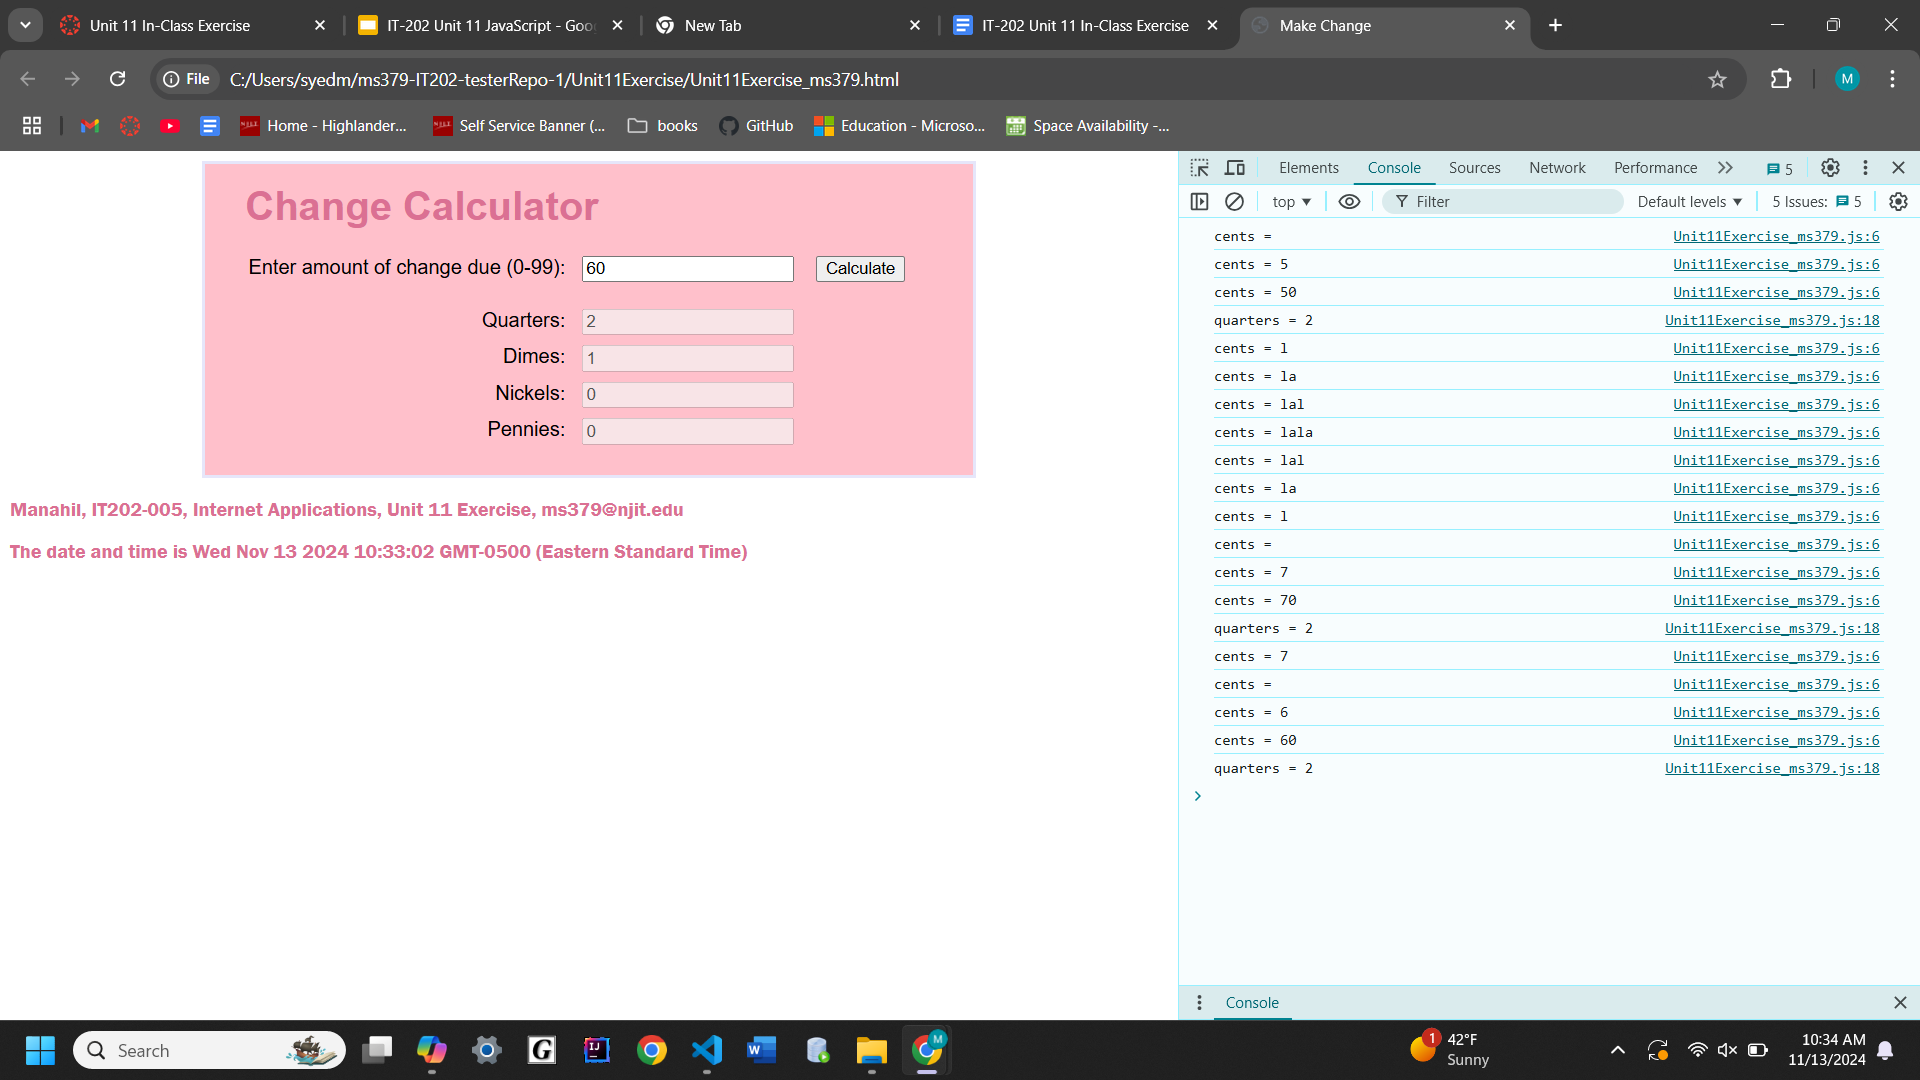 Unit 11 In-Class Exercise
IT-202 Unit 11 JavaScript - Goo
New Tab
IT-202 Unit 11 In-Class Exercise
Make Change
File
C:/Users/syedm/ms379-IT202-testerRepo-1/Unit11Exercise/Unit11Exercise_ms379.html
M
Home - Highlander...
Self Service Banner (...
books
GitHub
Education - Microso...
Space Availability -...
Change Calculator
Enter amount of change due (0-99): 60 Calculate
Quarters: 2
Dimes: 1
Nickels: 0
Pennies: 0
Manahil, IT202-005, Internet Applications, Unit 11 Exercise, ms379@njit.edu
The date and time is Wed Nov 13 2024 10:33:02 GMT-0500 (Eastern Standard Time)
Elements Console Sources Network Performance 5
top Filter Default levels 5 Issues: 5
cents = Unit11Exercise_ms379.js:6
cents = 5 Unit11Exercise_ms379.js:6
cents = 50 Unit11Exercise_ms379.js:6
quarters = 2 Unit11Exercise_ms379.js:18
cents = l Unit11Exercise_ms379.js:6
cents = la Unit11Exercise_ms379.js:6
cents = lal Unit11Exercise_ms379.js:6
cents = lala Unit11Exercise_ms379.js:6
cents = lal Unit11Exercise_ms379.js:6
cents = la Unit11Exercise_ms379.js:6
cents = l Unit11Exercise_ms379.js:6
cents = Unit11Exercise_ms379.js:6
cents = 7 Unit11Exercise_ms379.js:6
cents = 70 Unit11Exercise_ms379.js:6
quarters = 2 Unit11Exercise_ms379.js:18
cents = 7 Unit11Exercise_ms379.js:6
cents = Unit11Exercise_ms379.js:6
cents = 6 Unit11Exercise_ms379.js:6
cents = 60 Unit11Exercise_ms379.js:6
quarters = 2 Unit11Exercise_ms379.js:18
Console
Search
G
IJ
W
M
1
42°F
Sunny
10:34 AM
11/13/2024